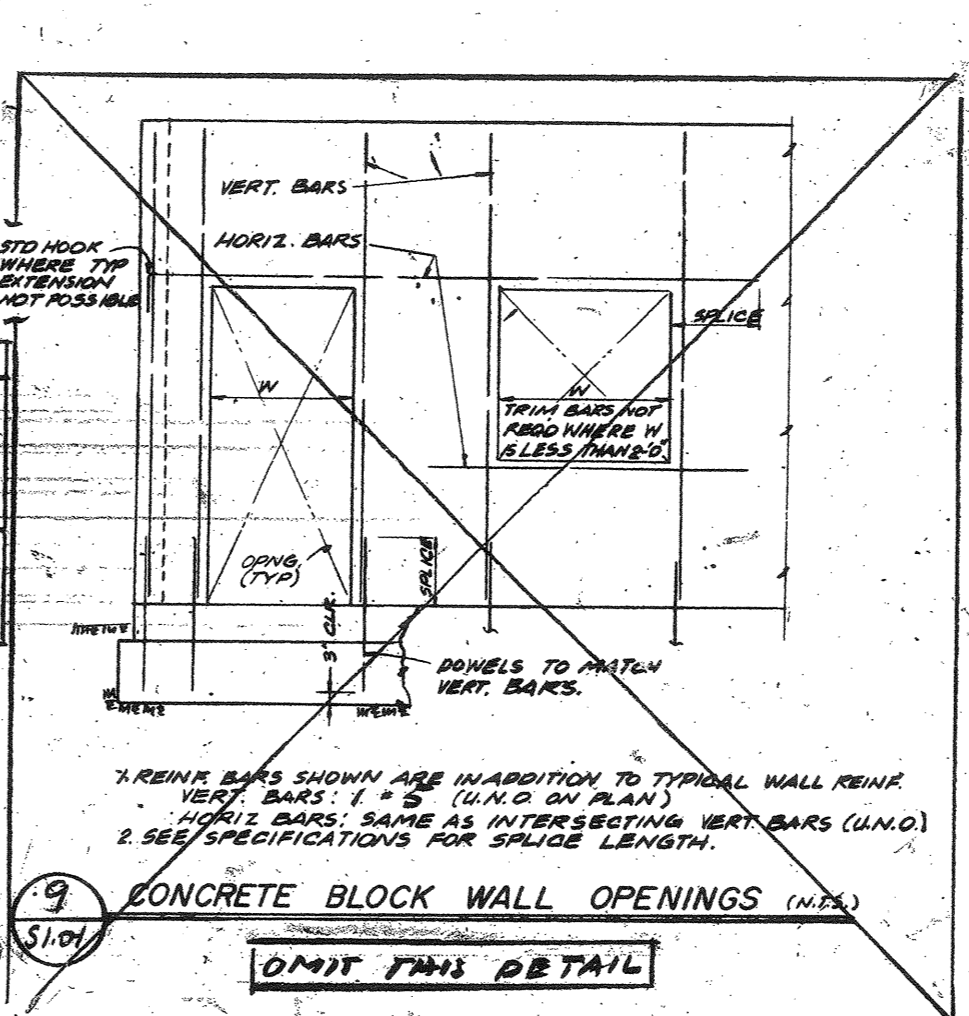 VERT. BARS
HORIZ. BARS
STD HOOK
WHERE TYP
EXTENSION
NOT POSSIBLE
SPLICE
W
W
TRIM BARS NOT
REQD WHERE W
IS LESS THAN 2'-0"
OPNG.
(TYP)
SPLICE
3" CLR.
DOWELS TO MATCH
VERT. BARS.
1. REINF. BARS SHOWN ARE IN ADDITION TO TYPICAL WALL REINF.
VERT. BARS: 1 # 5 (U.N.O. ON PLAN)
HORIZ BARS: SAME AS INTERSECTING VERT. BARS (U.N.O.)
2. SEE SPECIFICATIONS FOR SPLICE LENGTH.
9
S1.01
CONCRETE BLOCK WALL OPENINGS (N.T.S.)
OMIT THIS DETAIL